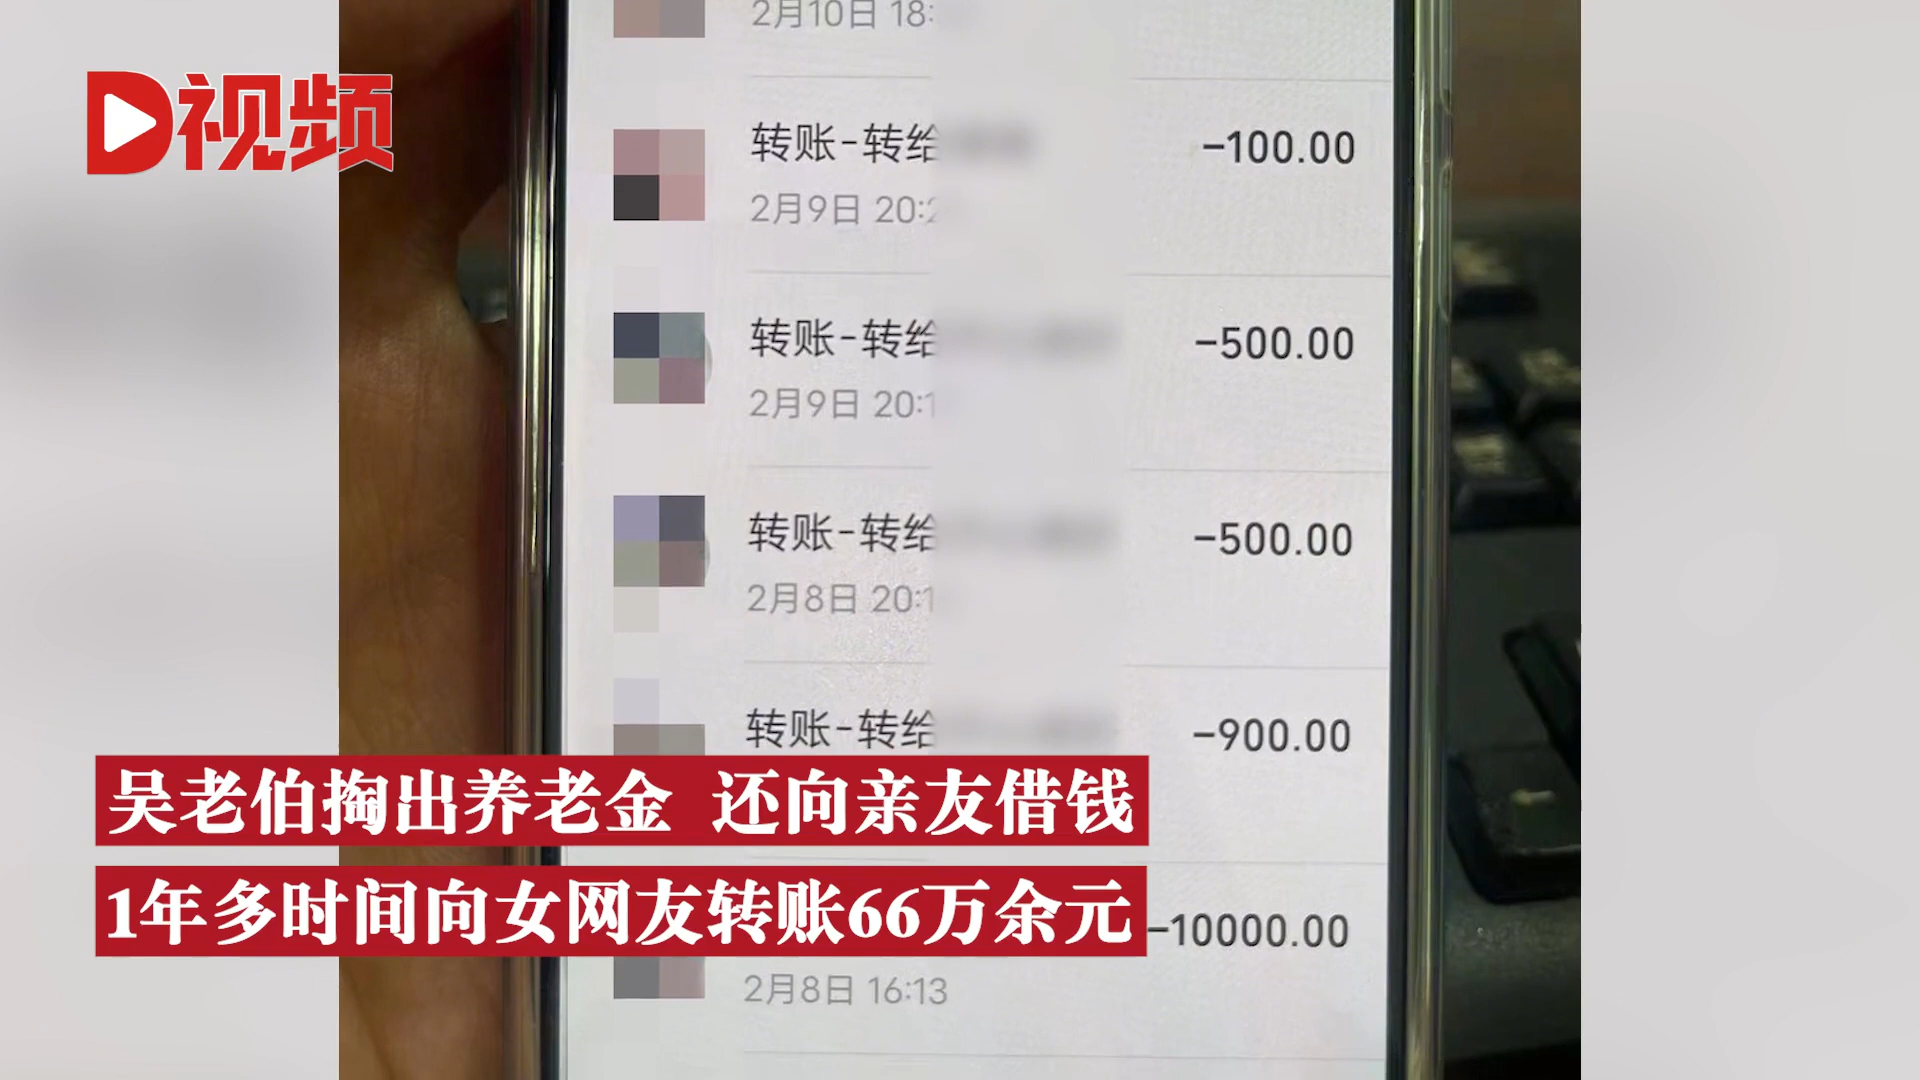 2月10日 18:
D视频
转账-转给
-100.00
2月9日 20:2
转账-转给
-500.00
2月9日 20:1
转账-转给
-500.00
2月8日 20:1
转账-转给
-900.00
吴老伯掏出养老金 还向亲友借钱
1年多时间向女网友转账66万余元
-10000.00
2月8日 16:13